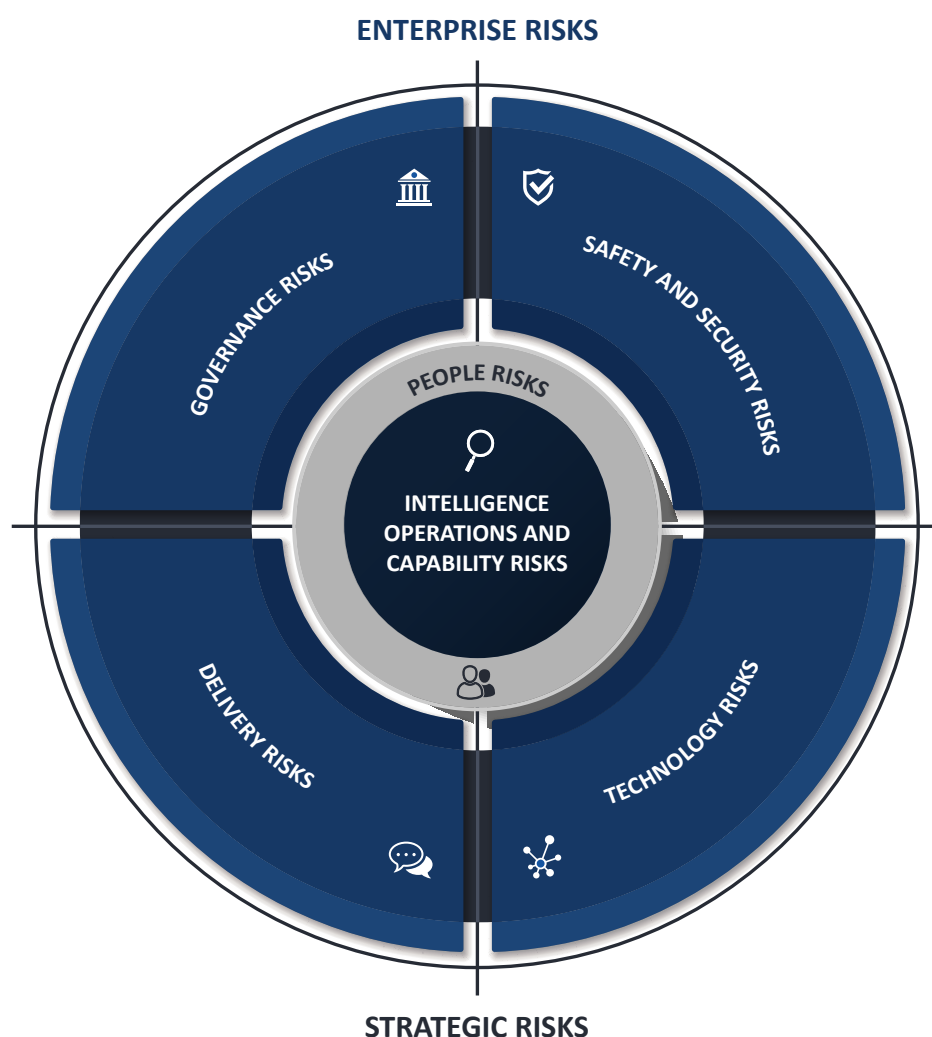 ENTERPRISE RISKS
GOVERNANCE RISKS
SAFETY AND SECURITY RISKS
PEOPLE RISKS
INTELLIGENCE
OPERATIONS AND
CAPABILITY RISKS
DELIVERY RISKS
TECHNOLOGY RISKS
STRATEGIC RISKS